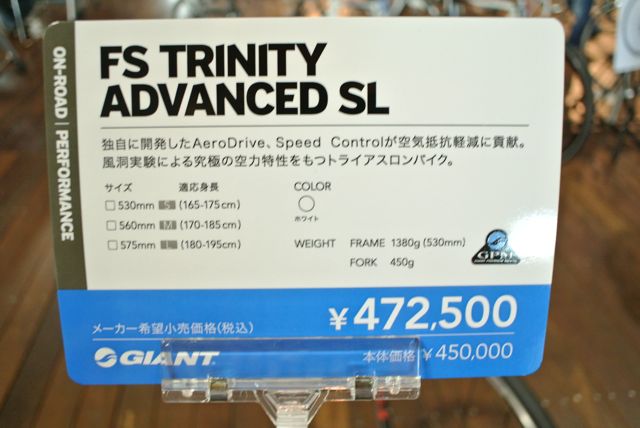 ON-ROAD | PERFORMANCE
FS TRINITY
ADVANCED SL
独自に開発したAeroDrive、Speed Controlが空気抵抗軽減に貢献。
風洞実験による究極の空力特性をもつトライアスロンバイク。
サイズ 適応身長
530mm S (165-175cm)
560mm M (170-185cm)
575mm L (180-195cm)
COLOR
ホワイト
WEIGHT FRAME 1380g (530mm)
FORK 450g
GPM
メーカー希望小売価格(税込) ¥472,500
GIANT 本体価格 ¥450,000